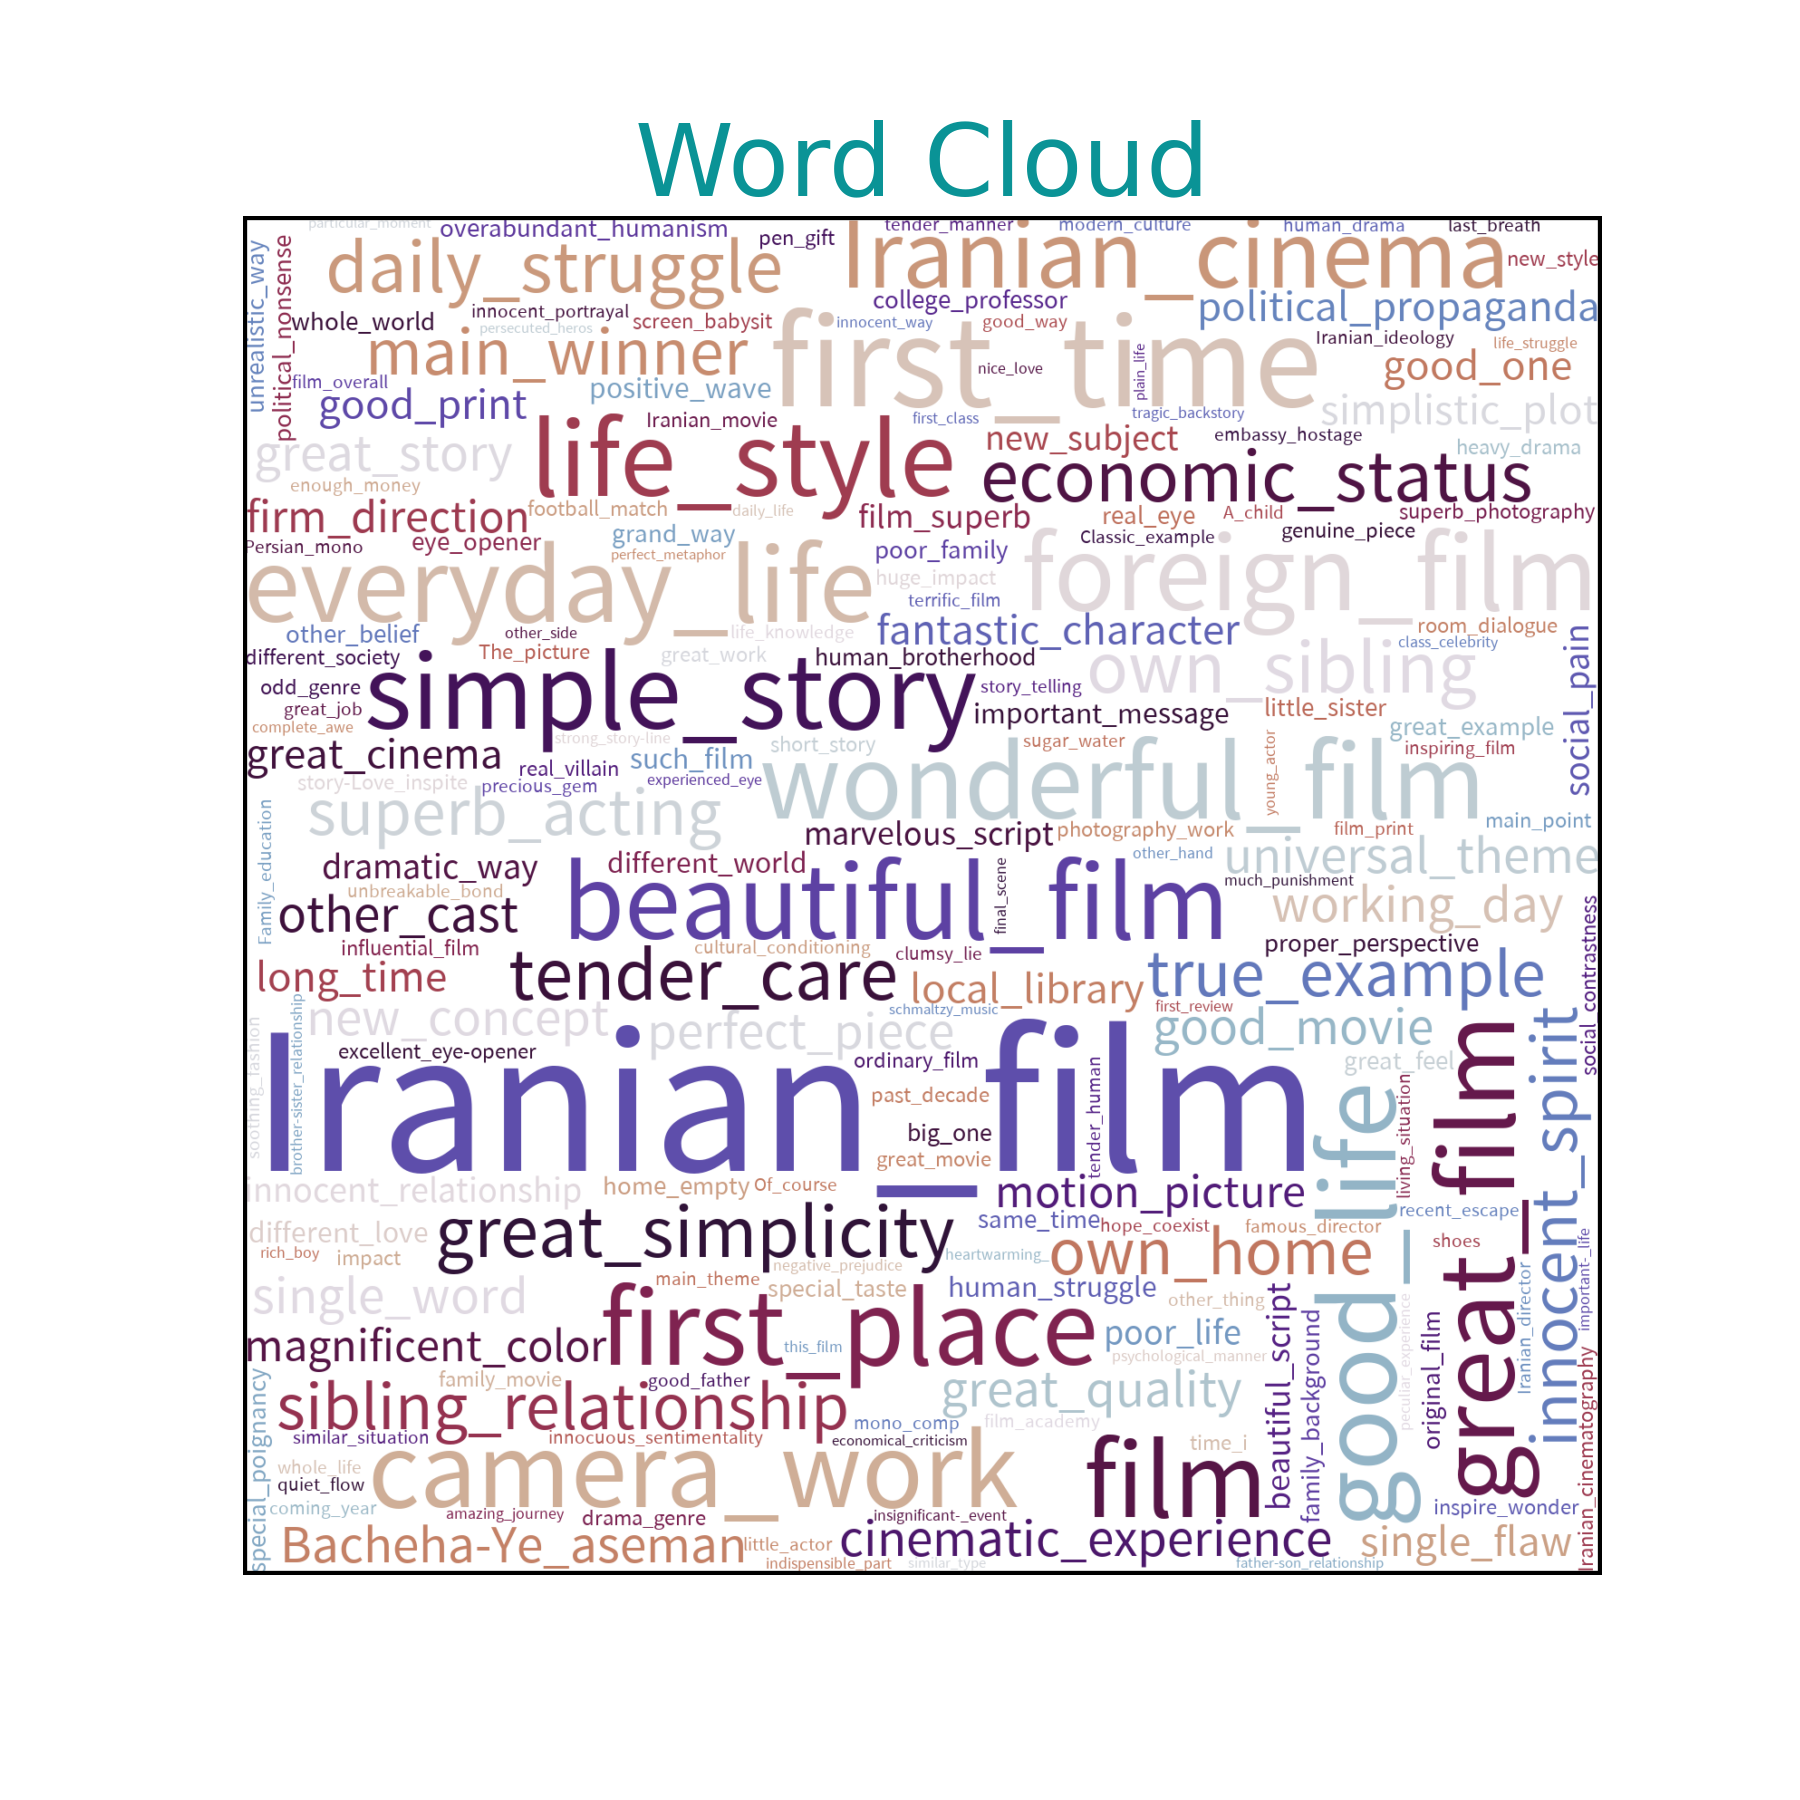 Word Cloud
particular_moment
overabundant_humanism
pen_gift
tender_manner
modern_culture
human_drama
last_breath
unrealistic_way
political_nonsense
daily_struggle
Iranian_cinema
new_style
college_professor
political_propaganda
whole_world
innocent_portrayal
persecuted_heros
screen_babysit
innocent_way
good_way
first_time
Iranian_ideology
life_struggle
main_winner
good_one
nice_love
plain_life
film_overall
positive_wave
good_print
simplistic_plot
Iranian_movie
first_class
tragic_backstory
life_style
new_subject
embassy_hostage
heavy_drama
great_story
enough_money
economic_status
firm_direction
football_match
daily_life
film_superb
real_eye
A_child
superb_photography
Persian_mono
eye_opener
grand_way
perfect_metaphor
poor_family
Classic_example
genuine_piece
everyday_life
huge_impact
foreign_film
terrific_film
other_belief
other_side
life_knowledge
fantastic_character
room_dialogue
class_celebrity
different_society
The_picture
great_work
human_brotherhood
own_sibling
social_pain
odd_genre
great_job
simple_story
story_telling
important_message
little_sister
complete_awe
great_example
strong_story-line
short_story
sugar_water
young_actor
inspiring_film
great_cinema
real_villain
such_film
story-Love_inspite
precious_gem
experienced_eye
wonderful_film
superb_acting
main_point
Family_education
marvelous_script
photography_work
film_print
dramatic_way
different_world
other_hand
universal_theme
unbreakable_bond
beautiful_film
final_scene
much_punishment
other_cast
working_day
influential_film
cultural_conditioning
clumsy_lie
proper_perspective
social_contrastness
long_time
tender_care
local_library
true_example
schmaltzy_music
first_review
new_concept
perfect_piece
good_movie
innocent_spirit
soothing_fashion
brother-sister_relationship
excellent_eye-opener
ordinary_film
great_feel
Iranian_film
past_decade
tender_human
big_one
great_movie
good_life
living_situation
great_film
innocent_relationship
home_empty
Of_course
motion_picture
different_love
great_simplicity
same_time
hope_coexist
famous_director
recent_escape
shoes
rich_boy
impact
heartwarming_
own_home
important-_life
negative_prejudice
main_theme
special_taste
human_struggle
other_thing
single_word
Iranian_director
first_place
beautiful_script
family_background
peculiar_experience
original_film
magnificent_color
this_film
poor_life
psychological_manner
Iranian_cinematography
special_poignancy
family_movie
good_father
great_quality
sibling_relationship
mono_comp
film_academy
similar_situation
innocuous_sentimentality
economical_criticism
film
time_i
whole_life
quiet_flow
camera_work
coming_year
amazing_journey
drama_genre
insignificant-_event
inspire_wonder
Bacheha-Ye_aseman
little_actor
cinematic_experience
single_flaw
indispensible_part
similar_type
father-son_relationship